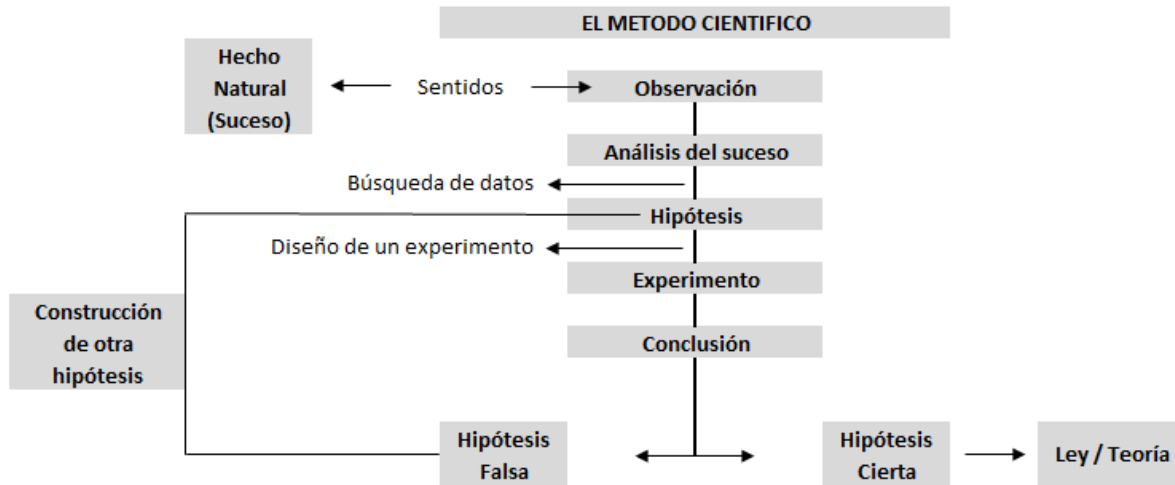 EL METODO CIENTIFICO
Hecho
Natural
(Suceso)
Sentidos
Observación
Análisis del suceso
Búsqueda de datos
Hipótesis
Diseño de un experimento
Experimento
Construcción
de otra
hipótesis
Conclusión
Hipótesis
Falsa
Hipótesis
Cierta
Ley / Teoría